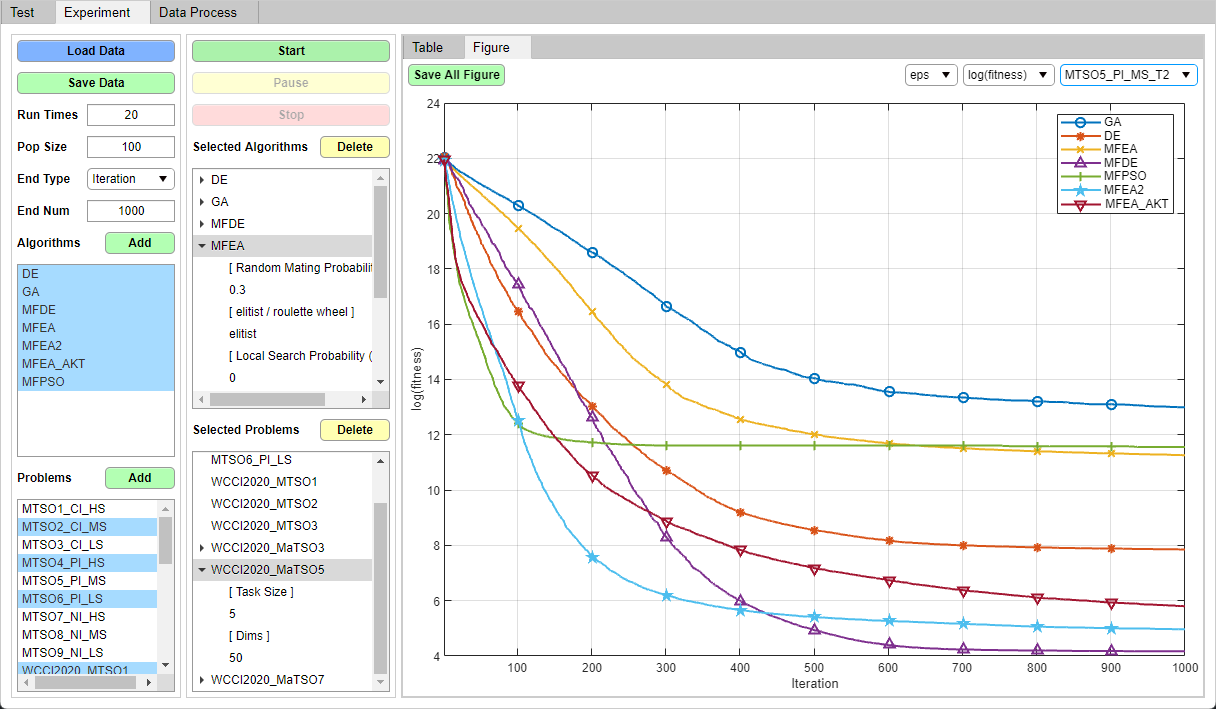 Test
Experiment
Data Process
Load Data
Save Data
Run Times
20
Pop Size
100
End Type
Iteration
End Num
1000
Algorithms
Add
DE
GA
MFDE
MFEA
MFEA2
MFEA_AKT
MFPSO
Problems
Add
MTSO1_CI_HS
MTSO2_CI_MS
MTSO3_CI_LS
MTSO4_PI_HS
MTSO5_PI_MS
MTSO6_PI_LS
MTSO7_NI_HS
MTSO8_NI_MS
MTSO9_NI_LS
WCCI2020_MTSO1
Start
Pause
Stop
Selected Algorithms
Delete
DE
GA
MFDE
MFEA
[ Random Mating Probabilit
0.3
[ elitist / roulette wheel ]
elitist
[ Local Search Probability (
0
Selected Problems
Delete
MTSO6_PI_LS
WCCI2020_MTSO1
WCCI2020_MTSO2
WCCI2020_MTSO3
WCCI2020_MaTSO3
WCCI2020_MaTSO5
[ Task Size ]
5
[ Dims ]
50
WCCI2020_MaTSO7
Table
Figure
Save All Figure
eps
log(fitness)
MTSO5_PI_MS_T2
24
22
20
18
16
14
12
10
8
6
4
log(fitness)
GA
DE
MFEA
MFDE
MFPSO
MFEA2
MFEA_AKT
100 200 300 400 500 600 700 800 900 1000
Iteration